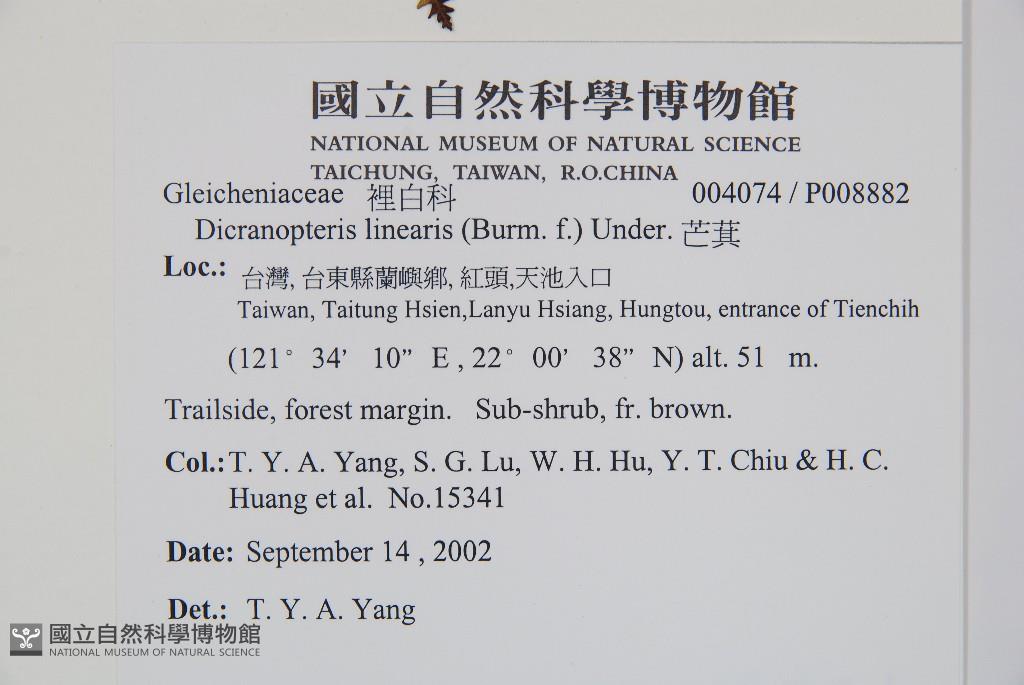 國立自然科學博物館
NATIONAL MUSEUM OF NATURAL SCIENCE
TAICHUNG, TAIWAN, R.O.CHINA
Gleicheniaceae 裡白科 004074 / P008882
Dicranopteris linearis (Burm. f.) Under. 芒萁
Loc.: 台灣, 台東縣蘭嶼鄉, 紅頭,天池入口
Taiwan, Taitung Hsien,Lanyu Hsiang, Hungtou, entrance of Tienchih
(121° 34’ 10” E , 22° 00’ 38” N) alt. 51 m.
Trailside, forest margin. Sub-shrub, fr. brown.
Col.: T. Y. A. Yang, S. G. Lu, W. H. Hu, Y. T. Chiu & H. C.
Huang et al. No.15341
Date: September 14 , 2002
Det.: T. Y. A. Yang
國立自然科學博物館
NATIONAL MUSEUM OF NATURAL SCIENCE